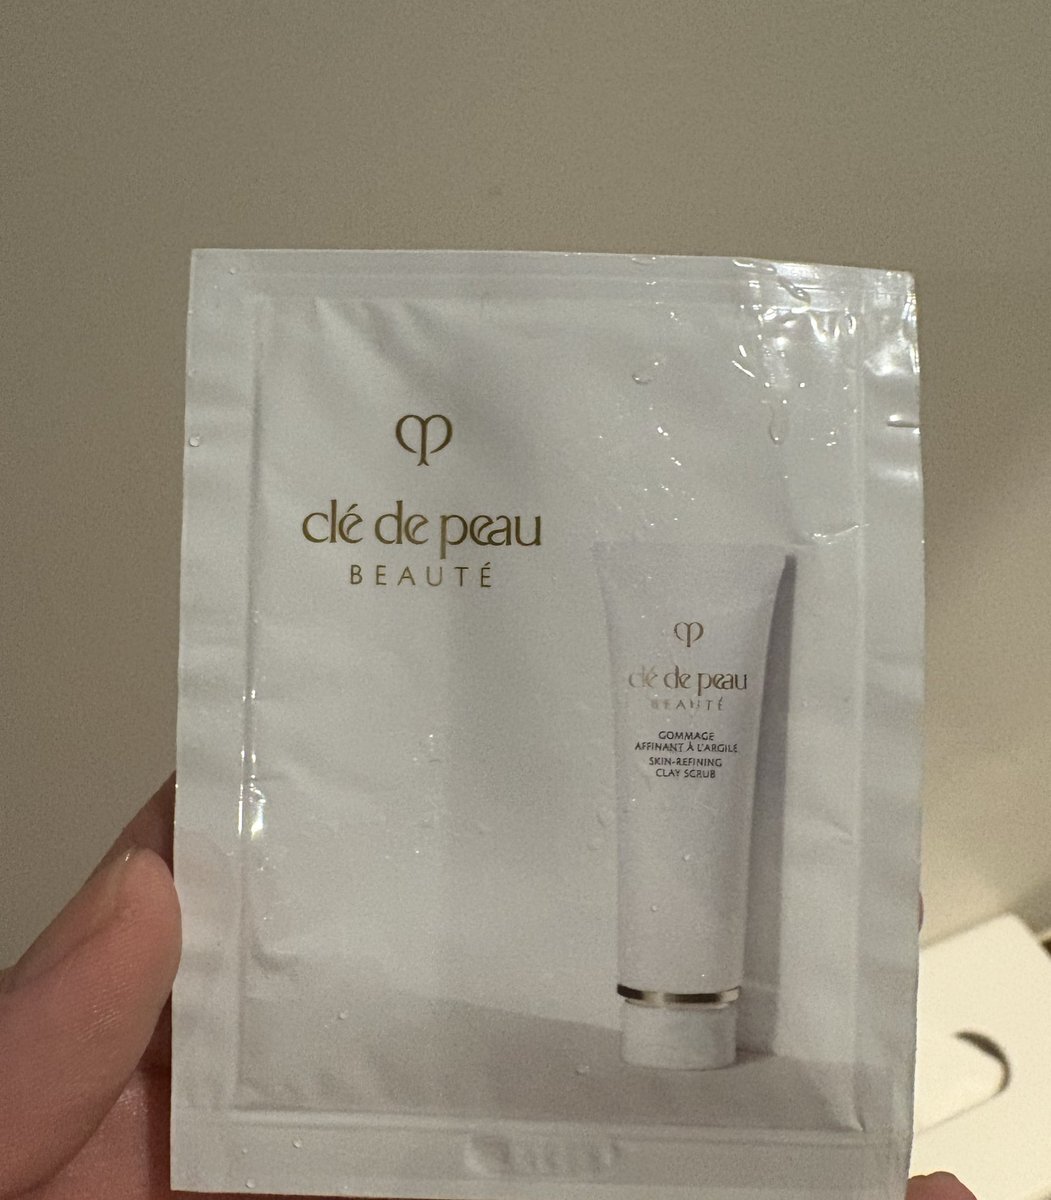 clé de peau
BEAUTÉ
clé de peau
BEAUTÉ
GOMMAGE
AFFINANT À L'ARGILE
SKIN-REFINING
CLAY SCRUB